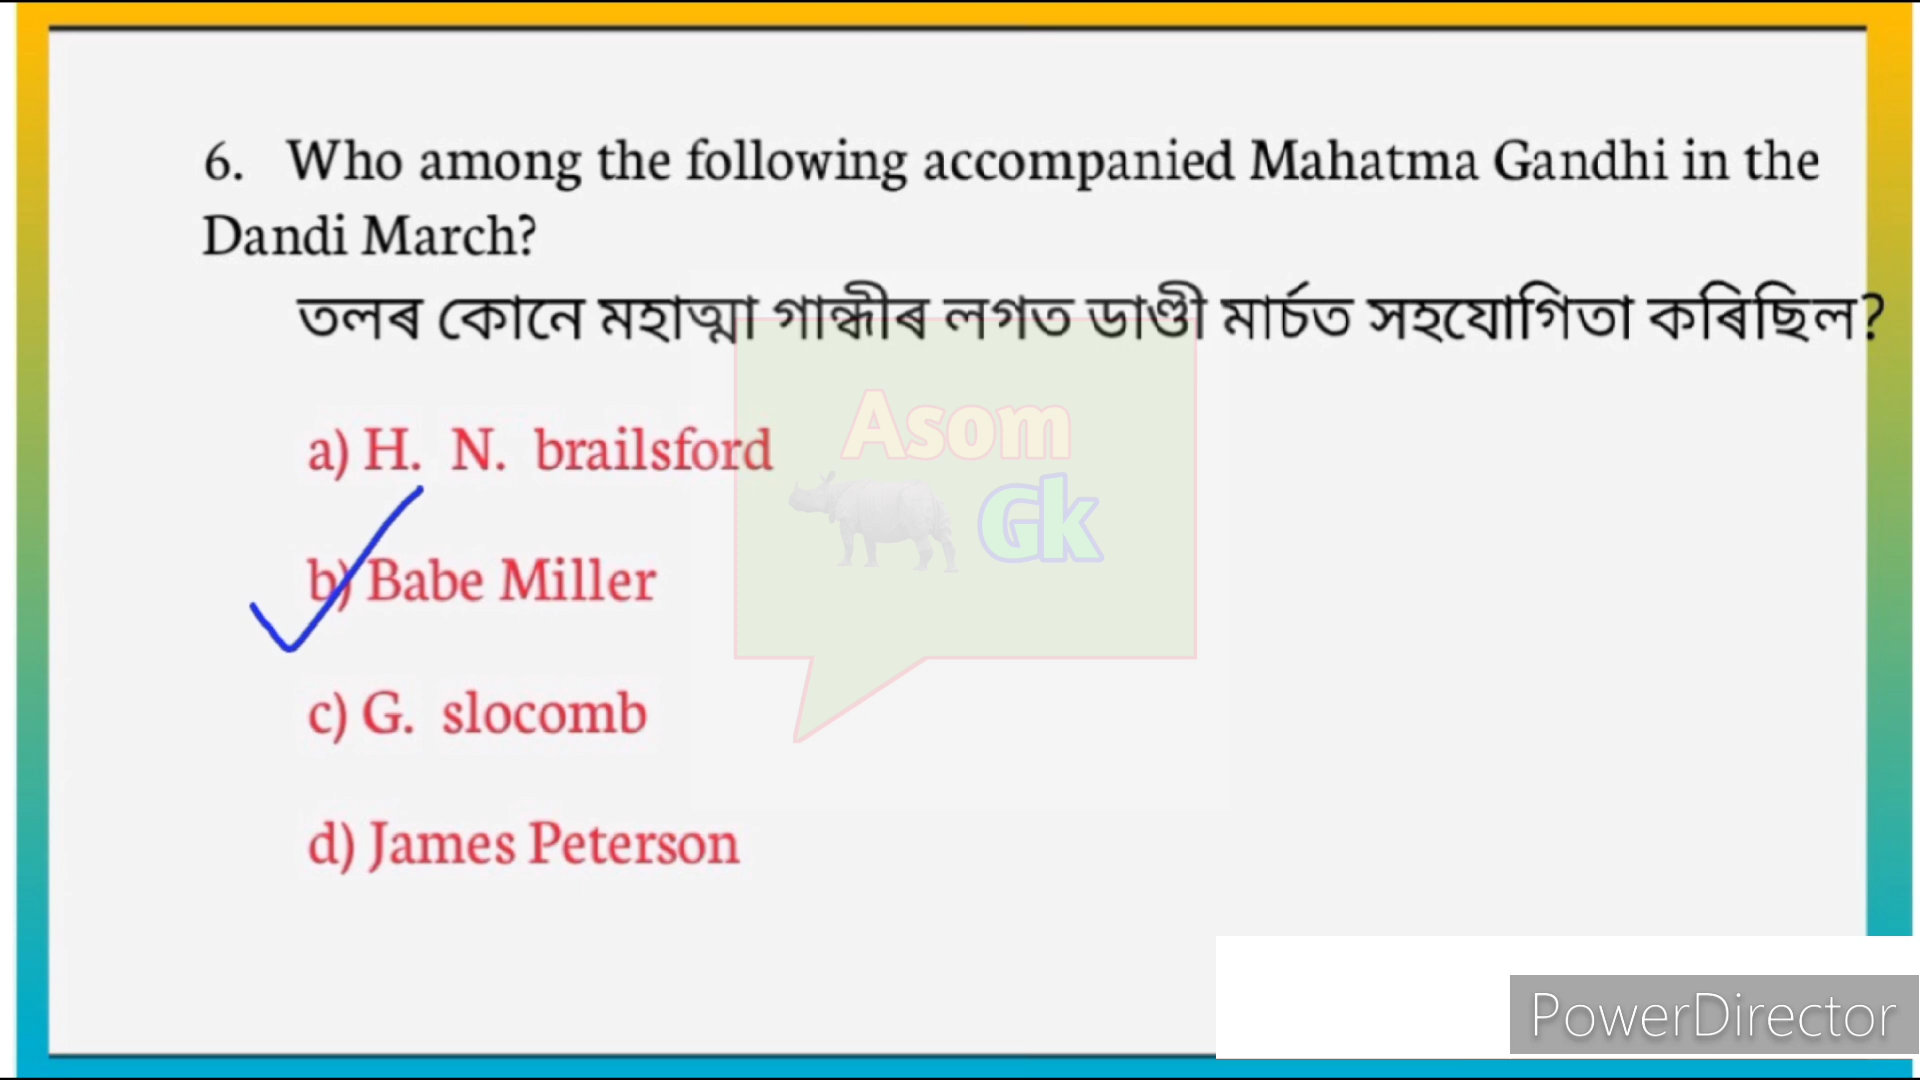 6. Who among the following accompanied Mahatma Gandhi in the
Dandi March?
তলৰ কোনে মহাত্মা গান্ধীৰ লগত ডাণ্ডী মাৰ্চত সহযোগিতা কৰিছিল?
a) H. N. brailsford
b) Babe Miller
c) G. slocomb
d) James Peterson
Asom
Gk
PowerDirector